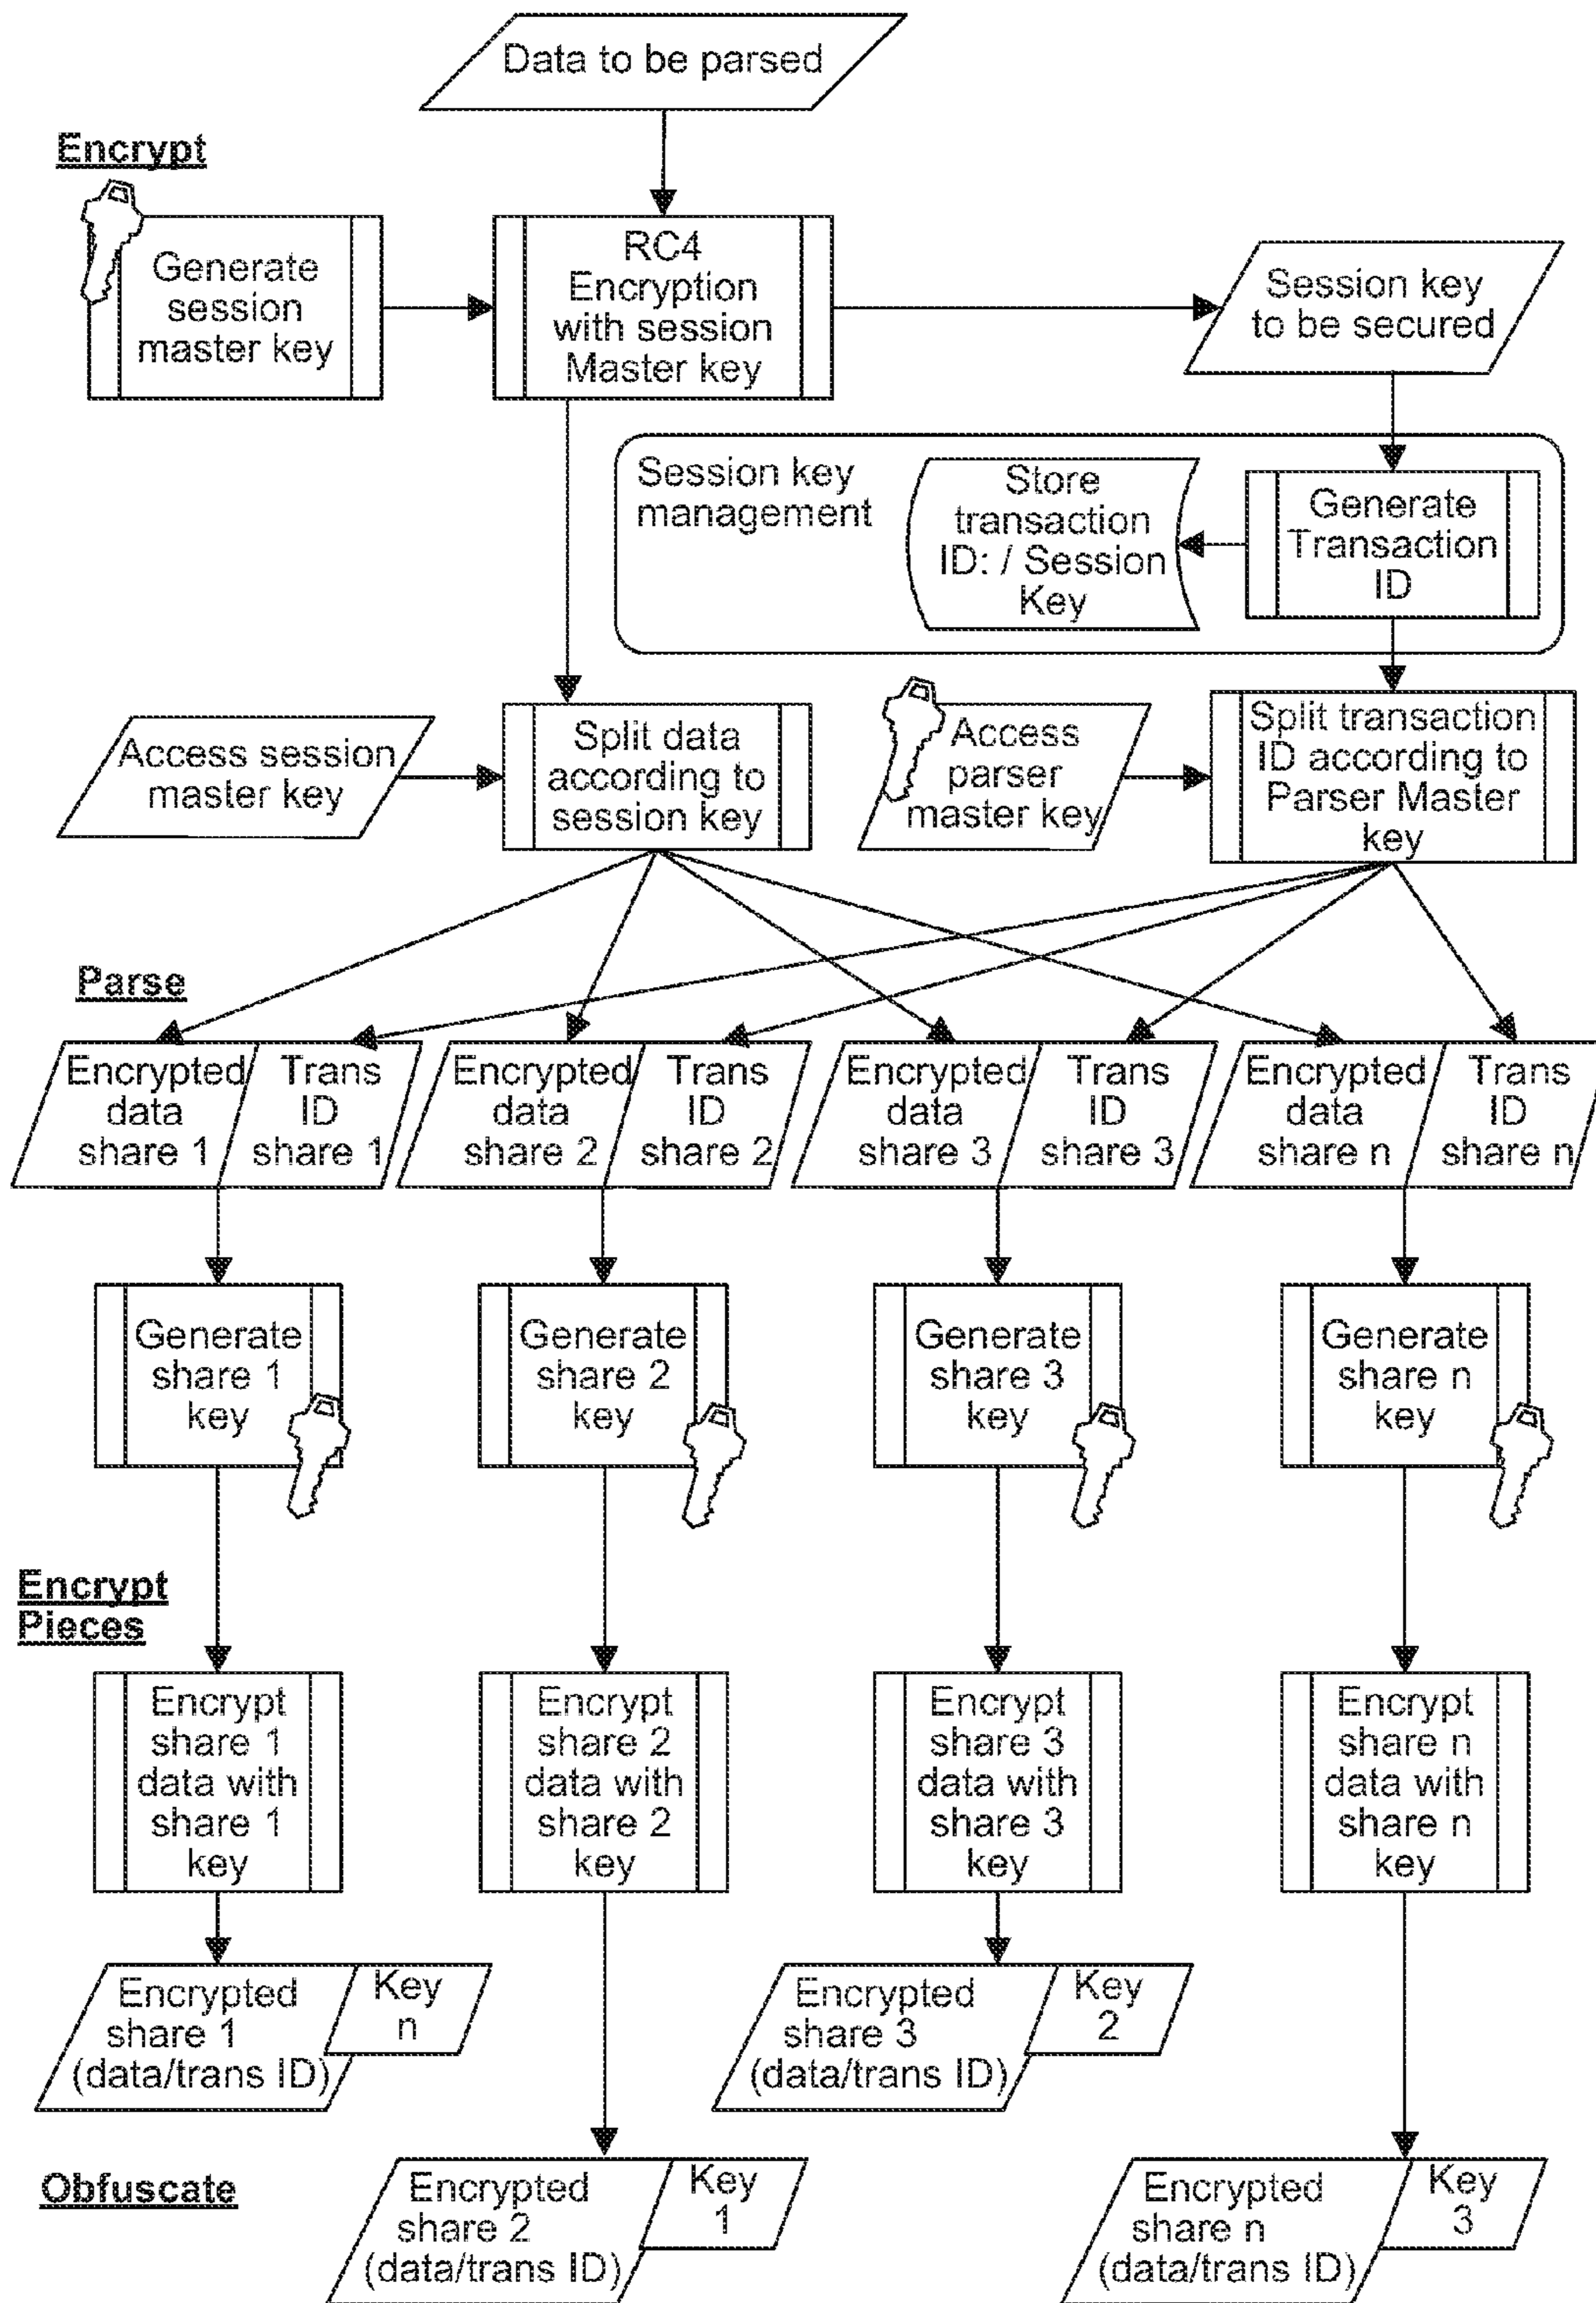 Data to be parsed
Encrypt
Generate
session
master key
RC4
Encryption
with session
Master key
Session key
to be secured
Session key
management
Store
transaction
ID: / Session
Key
Generate
Transaction
ID
Access session
master key
Split data
according to
session key
Access
parser
master key
Split transaction
ID according to
Parser Master
key
Parse
Encrypted
data
share 1
Trans
ID
share 1
Encrypted
data
share 2
Trans
ID
share 2
Encrypted
data
share 3
Trans
ID
share 3
Encrypted
data
share n
Trans
ID
share n
Generate
share 1
key
Generate
share 2
key
Generate
share 3
key
Generate
share n
key
Encrypt
Pieces
Encrypt
share 1
data with
share 1
key
Encrypt
share 2
data with
share 2
key
Encrypt
share 3
data with
share 3
key
Encrypt
share n
data with
share n
key
Encrypted
share 1
(data/trans ID)
Key
n
Encrypted
share 3
(data/trans ID)
Key
2
Obfuscate
Encrypted
share 2
(data/trans ID)
Key
1
Encrypted
share n
(data/trans ID)
Key
3